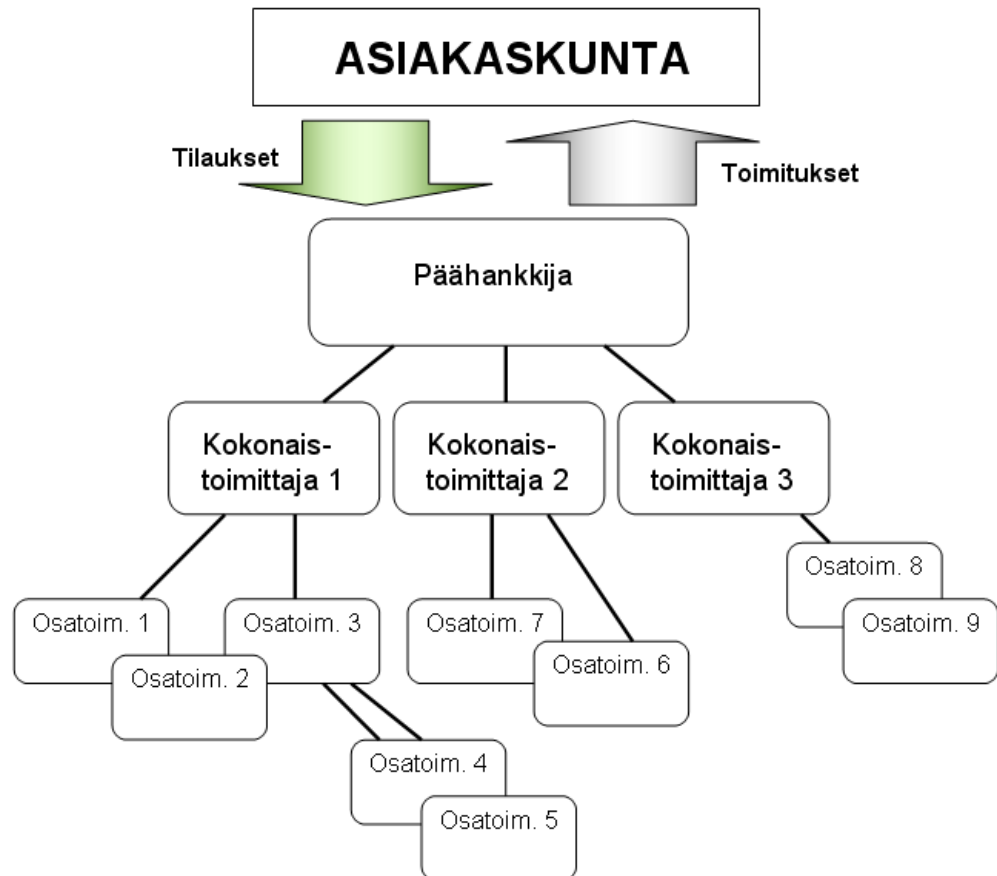 ASIAKASKUNTA
Tilaukset
Toimitukset
Päähankkija
Kokonais-
toimittaja 1
Kokonais-
toimittaja 2
Kokonais-
toimittaja 3
Osatoim. 8
Osatoim. 9
Osatoim. 1
Osatoim. 2
Osatoim. 3
Osatoim. 7
Osatoim. 6
Osatoim. 4
Osatoim. 5